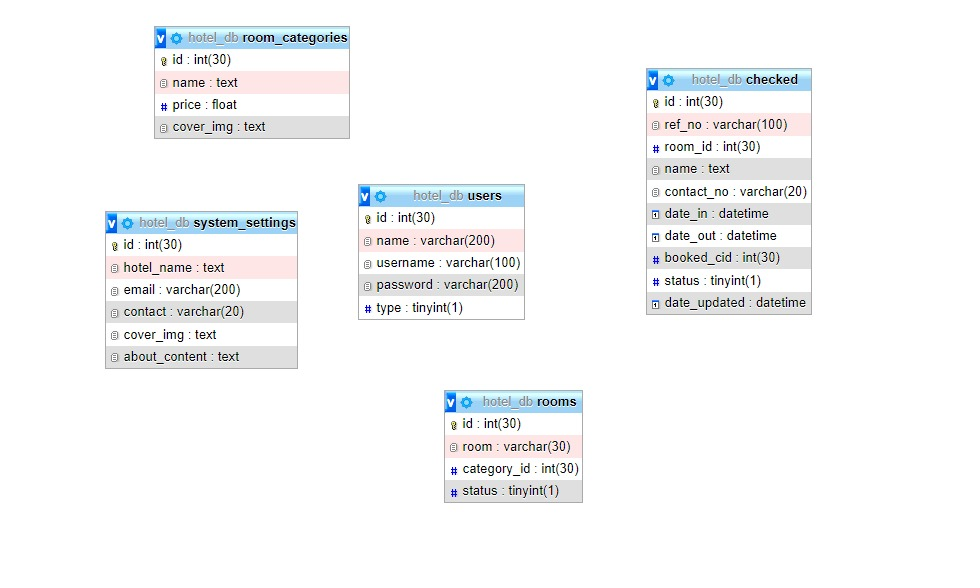 v hotel_db room_categories
id : int(30)
name : text
# price : float
cover_img : text
v hotel_db checked
id : int(30)
ref_no : varchar(100)
# room_id : int(30)
name : text
contact_no : varchar(20)
date_in : datetime
date_out : datetime
# booked_cid : int(30)
# status : tinyint(1)
date_updated : datetime
v hotel_db users
id : int(30)
name : varchar(200)
username : varchar(100)
password : varchar(200)
# type : tinyint(1)
v hotel_db system_settings
id : int(30)
hotel_name : text
email : varchar(200)
contact : varchar(20)
cover_img : text
about_content : text
v hotel_db rooms
id : int(30)
room : varchar(30)
# category_id : int(30)
# status : tinyint(1)